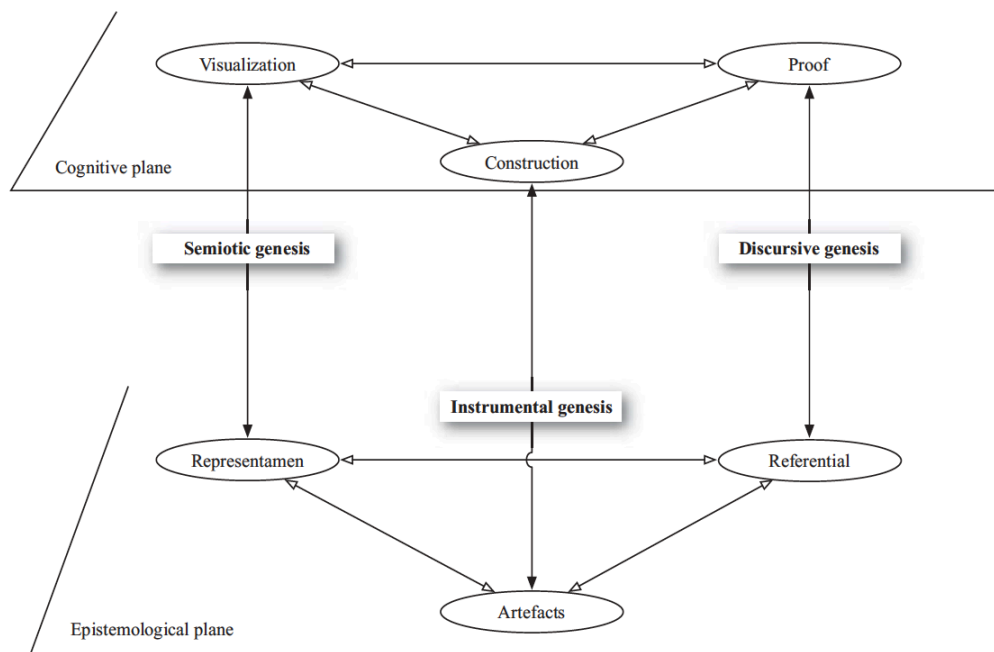 Visualization
Proof
Construction
Cognitive plane
Semiotic genesis
Discursive genesis
Instrumental genesis
Representamen
Referential
Artefacts
Epistemological plane